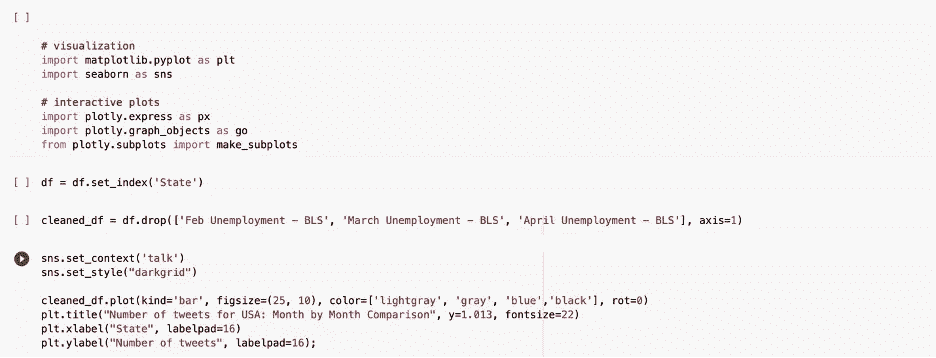 [ ]
# visualization
import matplotlib.pyplot as plt
import seaborn as sns
# interactive plots
import plotly.express as px
import plotly.graph_objects as go
from plotly.subplots import make_subplots
[ ] df = df.set_index('State')
[ ] cleaned_df = df.drop(['Feb Unemployment - BLS', 'March Unemployment - BLS', 'April Unemployment - BLS'], axis=1)
sns.set_context('talk')
sns.set_style("darkgrid")
cleaned_df.plot(kind='bar', figsize=(25, 10), color=['lightgray', 'gray', 'blue','black'], rot=0)
plt.title("Number of tweets for USA: Month by Month Comparison", y=1.013, fontsize=22)
plt.xlabel("State", labelpad=16)
plt.ylabel("Number of tweets", labelpad=16);